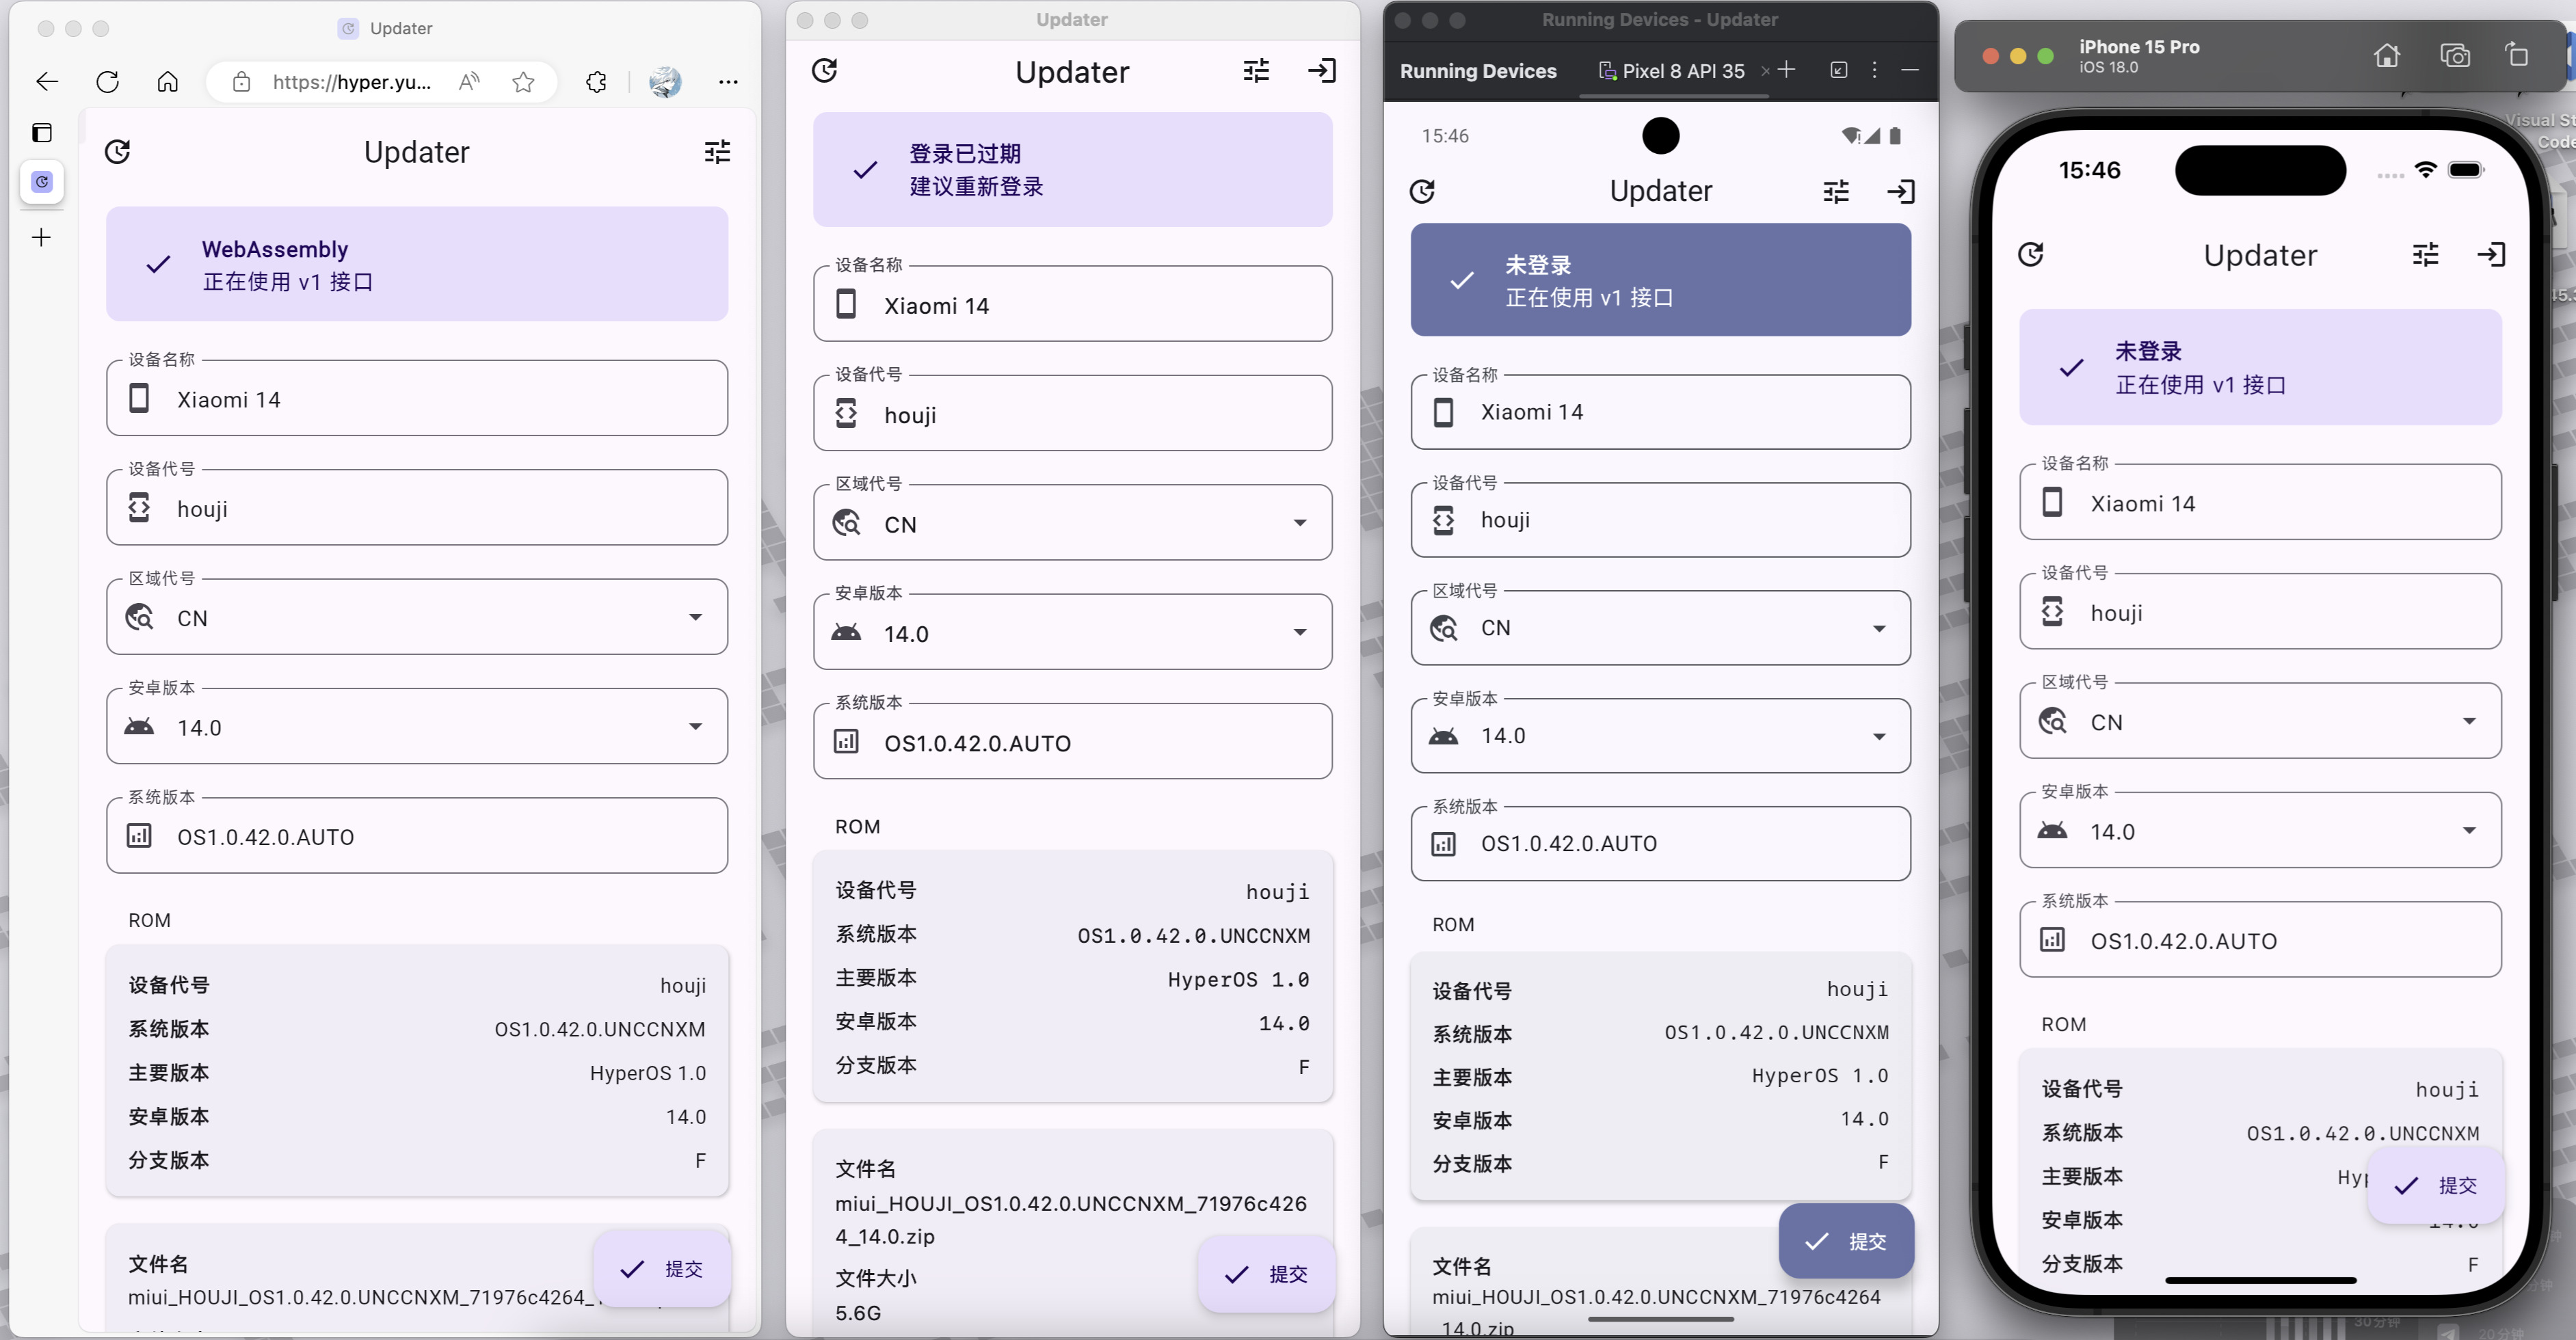 Updater
https://hyper.yu...
Updater
WebAssembly
正在使用 v1 接口
设备名称
Xiaomi 14
设备代号
houji
区域代号
CN
安卓版本
14.0
系统版本
OS1.0.42.0.AUTO
ROM
设备代号 houji
系统版本 OS1.0.42.0.UNCCNXM
主要版本 HyperOS 1.0
安卓版本 14.0
分支版本 F
文件名
miui_HOUJI_OS1.0.42.0.UNCCNXM_71976c4264_
提交
Updater
Updater
登录已过期
建议重新登录
设备名称
Xiaomi 14
设备代号
houji
区域代号
CN
安卓版本
14.0
系统版本
OS1.0.42.0.AUTO
ROM
设备代号 houji
系统版本 OS1.0.42.0.UNCCNXM
主要版本 HyperOS 1.0
安卓版本 14.0
分支版本 F
文件名
miui_HOUJI_OS1.0.42.0.UNCCNXM_71976c426
4_14.0.zip
文件大小
5.6G
提交
Running Devices - Updater
Running Devices Pixel 8 API 35
15:46
Updater
未登录
正在使用 v1 接口
设备名称
Xiaomi 14
设备代号
houji
区域代号
CN
安卓版本
14.0
系统版本
OS1.0.42.0.AUTO
ROM
设备代号 houji
系统版本 OS1.0.42.0.UNCCNXM
主要版本 HyperOS 1.0
安卓版本 14.0
分支版本 F
文件名
miui_HOUJI_OS1.0.42.0.UNCCNXM_71976c4264
_14.0.zip
提交
iPhone 15 Pro
iOS 18.0
Visual St
Code
15:46
Updater
未登录
正在使用 v1 接口
设备名称
Xiaomi 14
设备代号
houji
区域代号
CN
安卓版本
14.0
系统版本
OS1.0.42.0.AUTO
ROM
设备代号 houji
系统版本 OS1.0.42.0.UNCCNXM
主要版本 Hyp
安卓版本 14.0
分支版本 F
提交
30分钟
20分钟